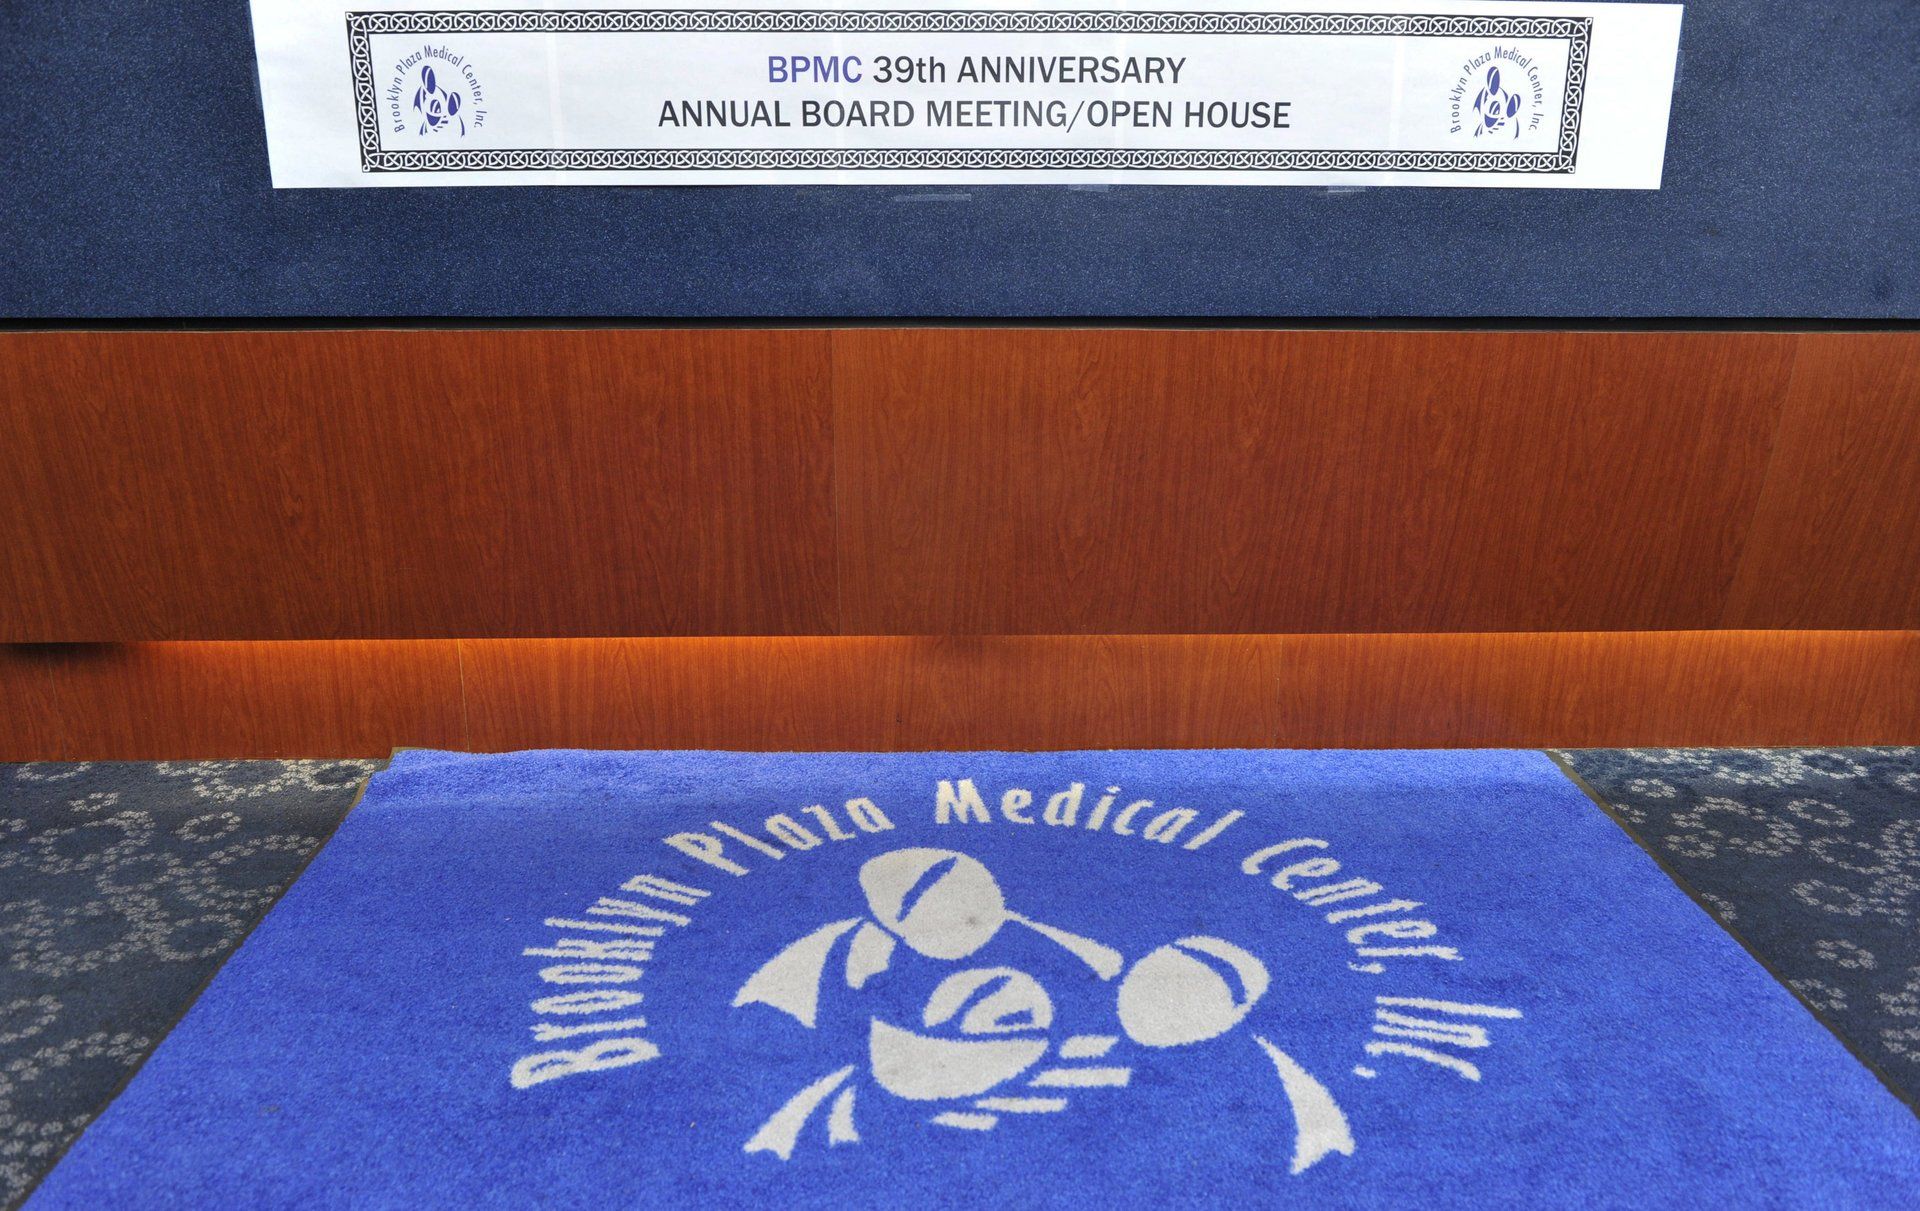 Brooklyn Plaza Medical Center, Inc
BPMC 39th ANNIVERSARY
ANNUAL BOARD MEETING/OPEN HOUSE
Brooklyn Plaza Medical Center, Inc
Brooklyn Plaza Medical Center, Inc.